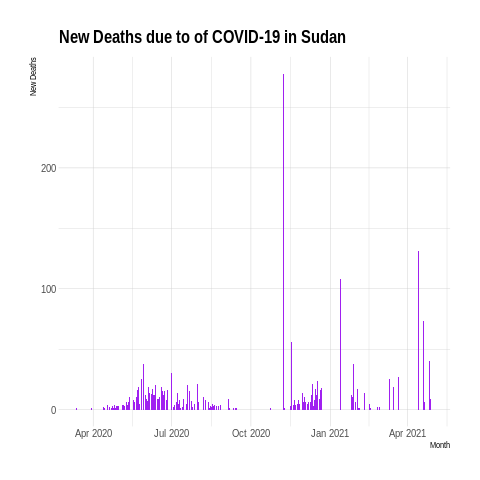 New Deaths due to of COVID-19 in Sudan
New Deaths
200
100
0
Apr 2020 Jul 2020 Oct 2020 Jan 2021 Apr 2021
Month